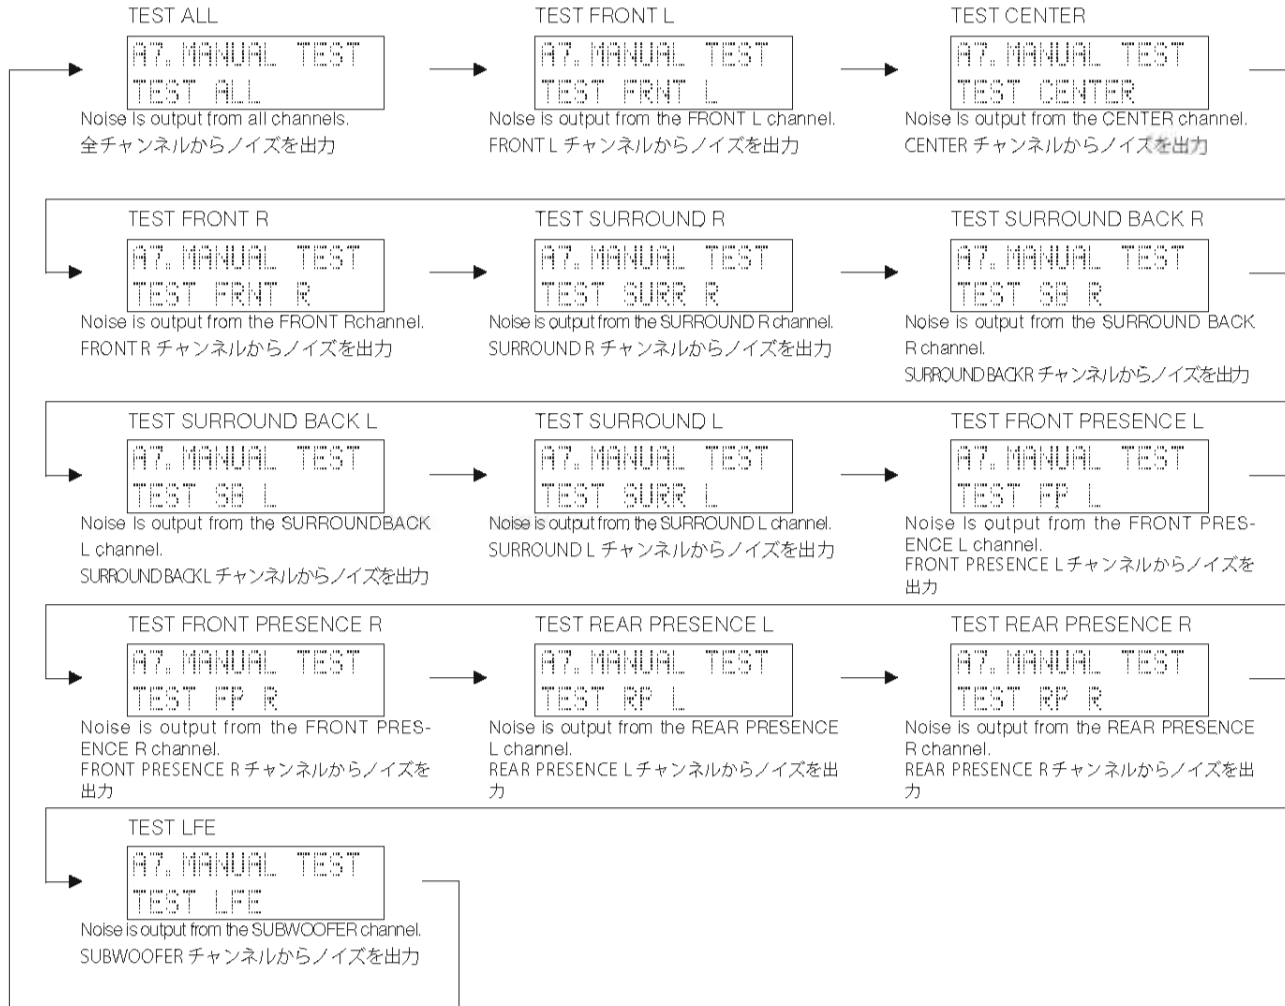 TEST ALL
A7. MANUAL TEST
TEST ALL
Noise is output from all channels.
全チャンネルからノイズを出力
TEST FRONT L
A7. MANUAL TEST
TEST FRNT L
Noise is output from the FRONT L channel.
FRONT L チャンネルからノイズを出力
TEST CENTER
A7. MANUAL TEST
TEST CENTER
Noise is output from the CENTER channel.
CENTER チャンネルからノイズを出力
TEST FRONT R
A7. MANUAL TEST
TEST FRNT R
Noise is output from the FRONT Rchannel.
FRONT R チャンネルからノイズを出力
TEST SURROUND R
A7. MANUAL TEST
TEST SURR R
Noise is output from the SURROUND R channel.
SURROUND R チャンネルからノイズを出力
TEST SURROUND BACK R
A7. MANUAL TEST
TEST SB R
Noise is output from the SURROUND BACK
R channel.
SURROUND BACK R チャンネルからノイズを出力
TEST SURROUND BACK L
A7. MANUAL TEST
TEST SB L
Noise is output from the SURROUND BACK
L channel.
SURROUND BACK L チャンネルからノイズを出力
TEST SURROUND L
A7. MANUAL TEST
TEST SURR L
Noise is output from the SURROUND L channel.
SURROUND L チャンネルからノイズを出力
TEST FRONT PRESENCE L
A7. MANUAL TEST
TEST FP L
Noise is output from the FRONT PRES-
ENCE L channel.
FRONT PRESENCE L チャンネルからノイズを
出力
TEST FRONT PRESENCE R
A7. MANUAL TEST
TEST FP R
Noise is output from the FRONT PRES-
ENCE R channel.
FRONT PRESENCE R チャンネルからノイズを
出力
TEST REAR PRESENCE L
A7. MANUAL TEST
TEST RP L
Noise is output from the REAR PRESENCE
L channel.
REAR PRESENCE L チャンネルからノイズを出
力
TEST REAR PRESENCE R
A7. MANUAL TEST
TEST RP R
Noise is output from the REAR PRESENCE
R channel.
REAR PRESENCE R チャンネルからノイズを出
力
TEST LFE
A7. MANUAL TEST
TEST LFE
Noise is output from the SUBWOOFER channel.
SUBWOOFER チャンネルからノイズを出力